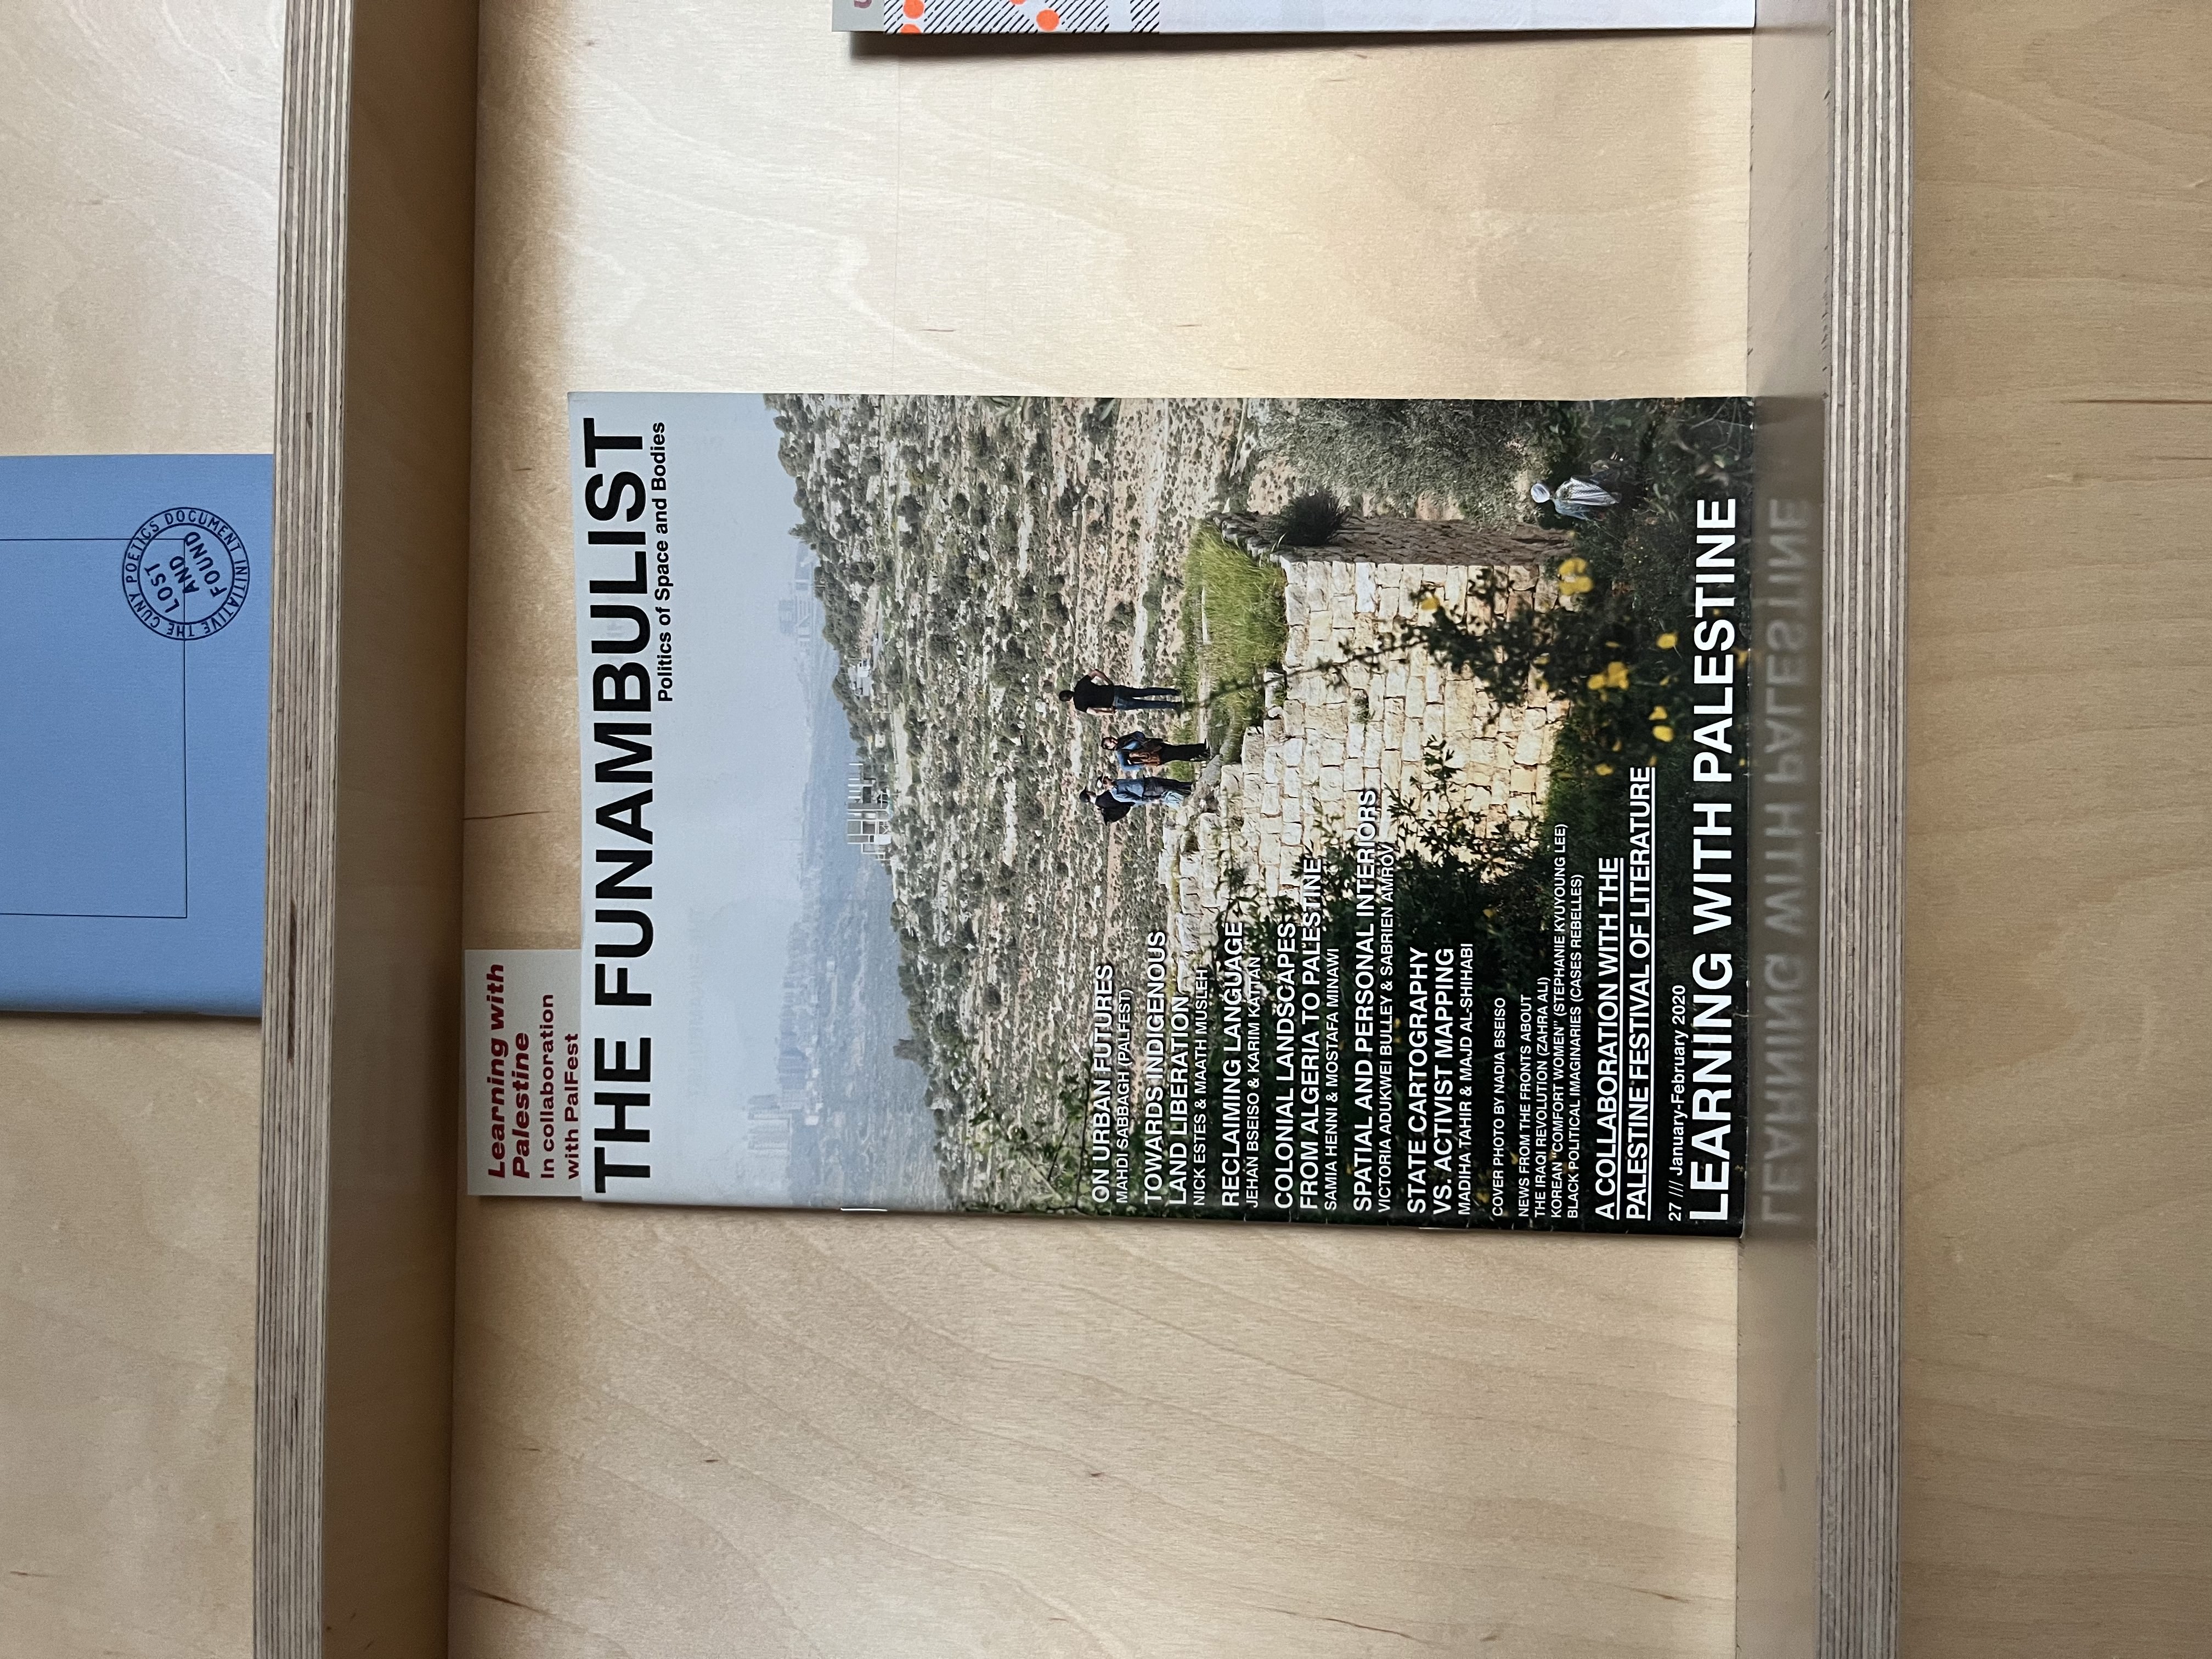 THE CUNY POETICS DOCUMENT INITIATIVE
LOST
AND
FOUND
Learning with
Palestine
In collaboration
with PalFest
THE FUNAMBULIST
Politics of Space and Bodies
ON URBAN FUTURES
MAHDI SABBAGH (PALFEST)
TOWARDS INDIGENOUS
LAND LIBERATION
NICK ESTES & MAATH MUSLEH
RECLAIMING LANGUAGE
JEHAN BSEISO & KARIM KATTAN
COLONIAL LANDSCAPES
FROM ALGERIA TO PALESTINE
SAMIA HENNI & MOSTAFA MINAWI
SPATIAL AND PERSONAL INTERIORS
VICTORIA ADUKWEI BULLEY & SABRIEN AMROV
STATE CARTOGRAPHY
VS. ACTIVIST MAPPING
MADIHA TAHIR & MAJD AL-SHIHABI
COVER PHOTO BY NADIA BSEISO
NEWS FROM THE FRONTS ABOUT
THE IRAQI REVOLUTION (ZAHRA ALI)
KOREAN “COMFORT WOMEN” (STEPHANIE KYUYOUNG LEE)
BLACK POLITICAL IMAGINARIES (CASES REBELLES)
A COLLABORATION WITH THE
PALESTINE FESTIVAL OF LITERATURE
27 /// January-February 2020
LEARNING WITH PALESTINE